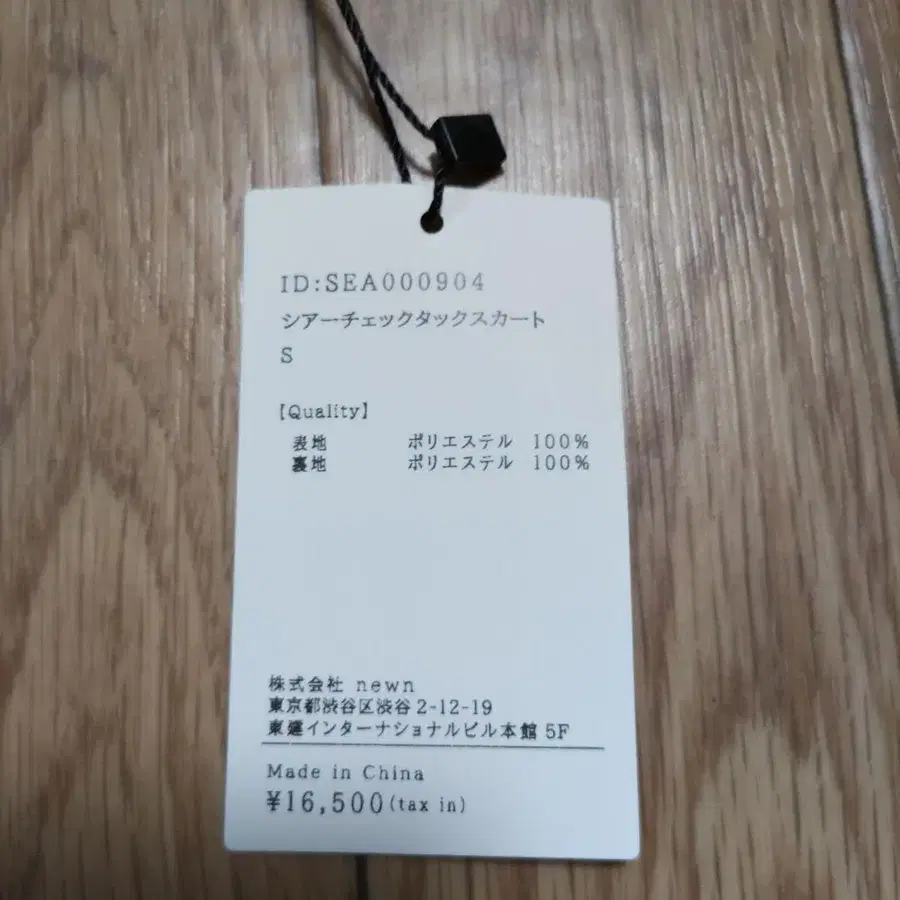 ID:SEA000904
シアーチェックタックスカート
S
【Quality】
表地 ポリエステル 100%
裏地 ポリエステル 100%
株式会社 newn
東京都渋谷区渋谷 2-12-19
東建インターナショナルビル本館 5F
Made in China
¥16,500(tax in)